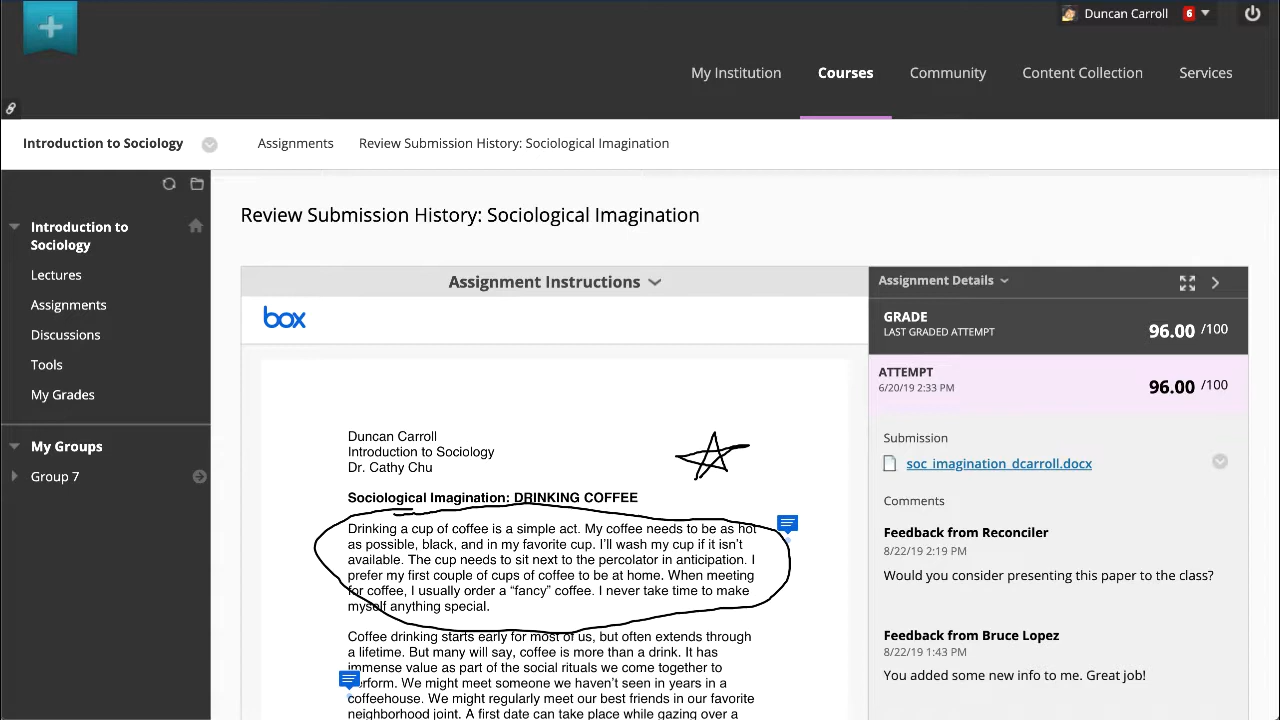 Duncan Carroll 6
My Institution Courses Community Content Collection Services
Introduction to Sociology Assignments Review Submission History: Sociological Imagination
Introduction to
Sociology
Lectures
Assignments
Discussions
Tools
My Grades
My Groups
Group 7
Review Submission History: Sociological Imagination
Assignment Instructions
box
Duncan Carroll
Introduction to Sociology
Dr. Cathy Chu
Sociological Imagination: DRINKING COFFEE
Drinking a cup of coffee is a simple act. My coffee needs to be as hot
as possible, black, and in my favorite cup. I’ll wash my cup if it isn’t
available. The cup needs to sit next to the percolator in anticipation. I
prefer my first couple of cups of coffee to be at home. When meeting
for coffee, I usually order a “fancy” coffee. I never take time to make
myself anything special.
Coffee drinking starts early for most of us, but often extends through
a lifetime. But many will say, coffee is more than a drink. It has
immense value as part of the social rituals we come together to
perform. We might meet someone we haven’t seen in years in a
coffeehouse. We might regularly meet our best friends in our favorite
neighborhood joint. A first date can take place while gazing over a
Assignment Details
GRADE
LAST GRADED ATTEMPT
96.00 /100
ATTEMPT
6/20/19 2:33 PM
96.00 /100
Submission
soc_imagination_dcarroll.docx
Comments
Feedback from Reconciler
8/22/19 2:19 PM
Would you consider presenting this paper to the class?
Feedback from Bruce Lopez
8/22/19 1:43 PM
You added some new info to me. Great job!